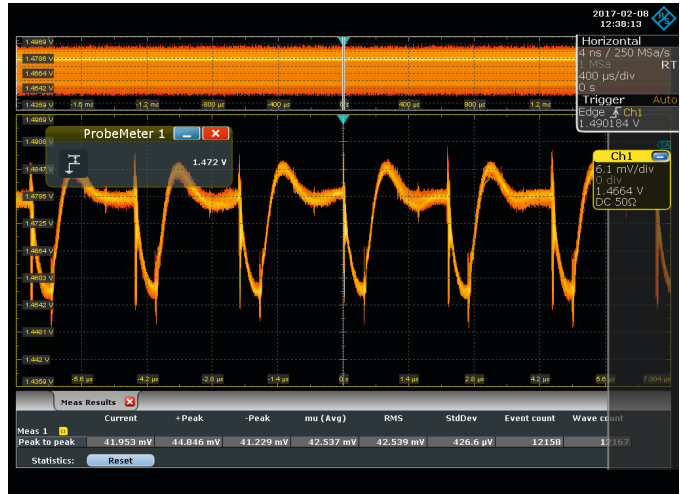 2017-02-08
12:38:13
Horizontal
4 ns / 250 MSa/s
1 MSa RT
400 µs/div
0 s
Trigger Auto
Edge Ch1
1.490184 V
1.4969 V
1.4786 V
1.4664 V
1.4542 V
1.4359 V -1.6 ms -1.2 ms -800 µs -400 µs 0 s 400 µs 800 µs 1.2 ms
1.4969 V
1.4908 V
TA
ProbeMeter 1
1.472 V
1.4847 V
1.4786 V
1.4725 V
1.4664 V
1.4603 V
1.4542 V
1.4481 V
1.442 V
1.4359 V -5.6 µs -4.2 µs -2.8 µs -1.4 µs 0 s 1.4 µs 2.8 µs 4.2 µs 5.6 µs 7.004 µs
Ch1
6.1 mV/div
0 div
1.4664 V
DC 50Ω
Meas Results
Current +Peak -Peak mu (Avg) RMS StdDev Event count Wave count
Meas 1
Peak to peak 41.953 mV 44.846 mV 41.229 mV 42.537 mV 42.539 mV 426.6 µV 12158 12167
Statistics: Reset